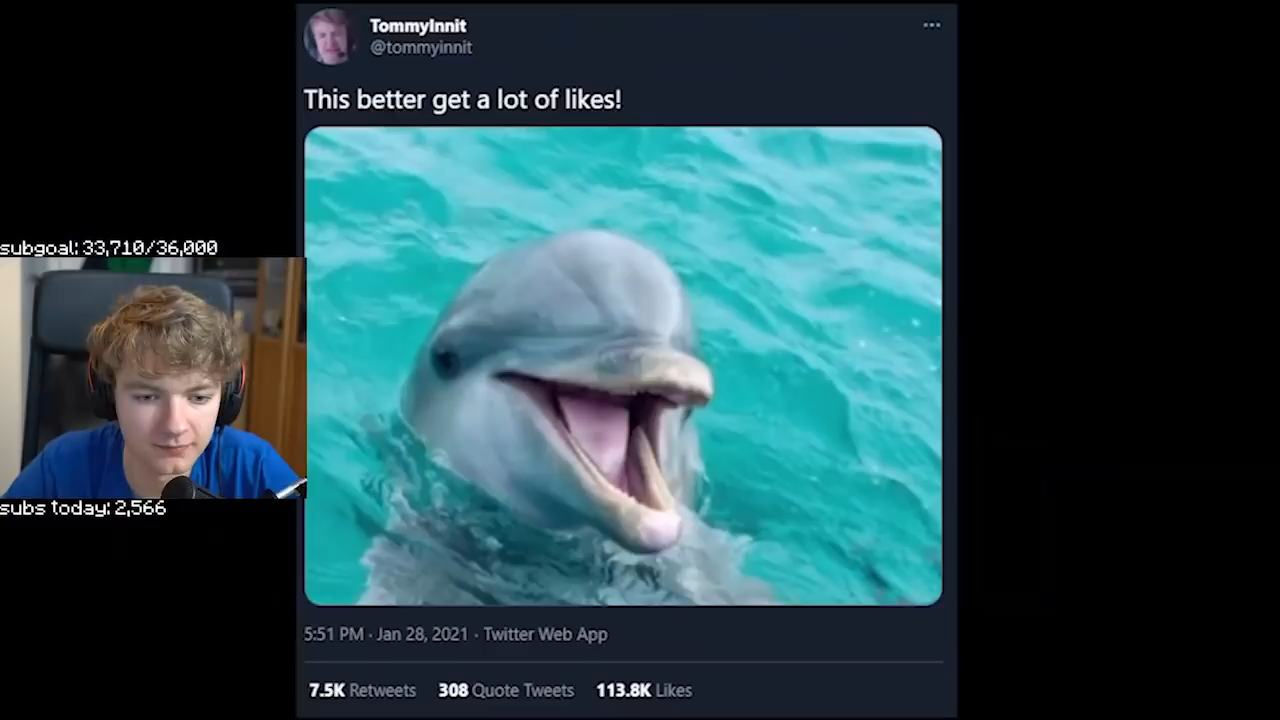 TommyInnit
@tommyinnit
This better get a lot of likes!
subgoal: 33,710/36,000
subs today: 2,566
5:51 PM · Jan 28, 2021 · Twitter Web App
7.5K Retweets 308 Quote Tweets 113.8K Likes